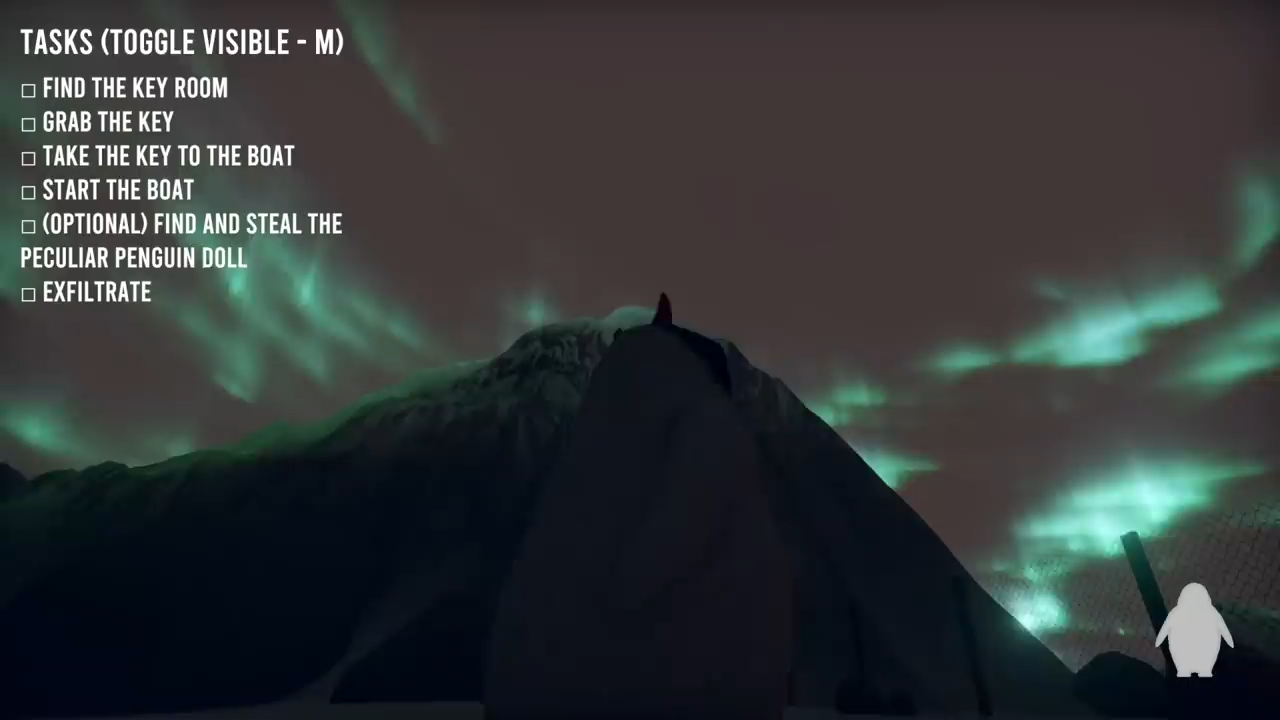 TASKS (TOGGLE VISIBLE - M)
□ FIND THE KEY ROOM
□ GRAB THE KEY
□ TAKE THE KEY TO THE BOAT
□ START THE BOAT
□ (OPTIONAL) FIND AND STEAL THE
PECULIAR PENGUIN DOLL
□ EXFILTRATE